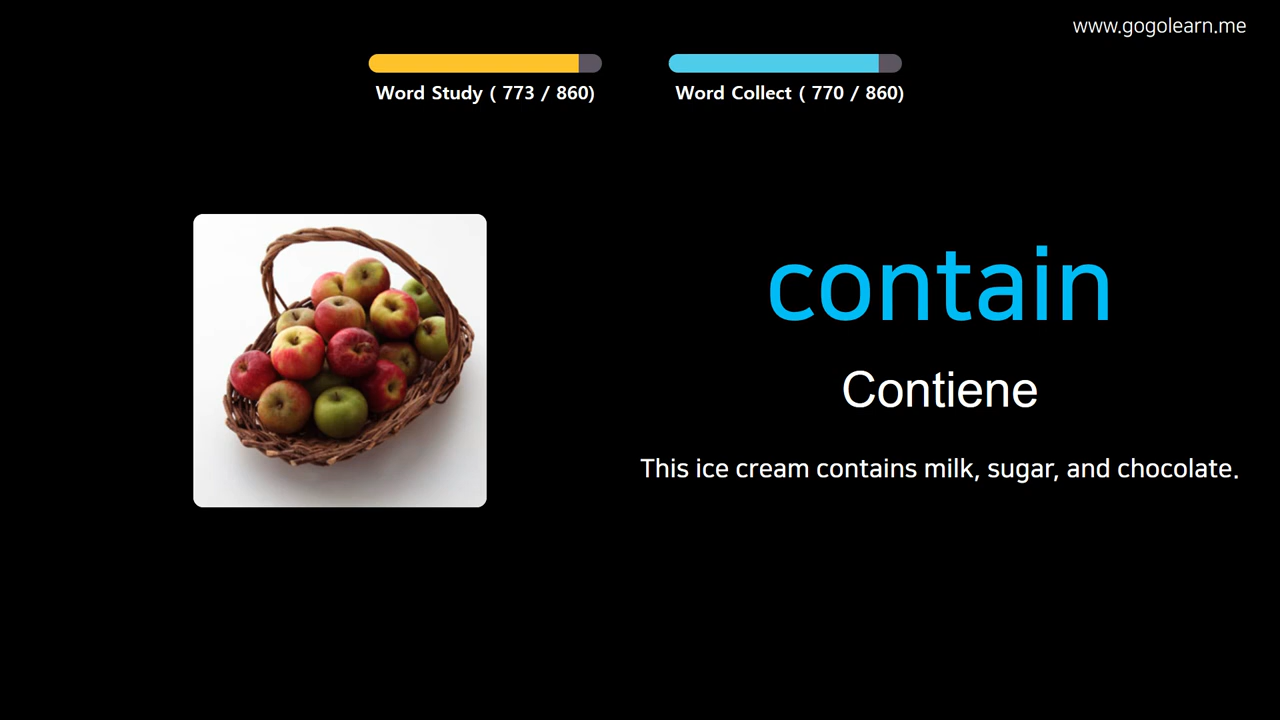 www.gogolearn.me
Word Study ( 773 / 860)
Word Collect ( 770 / 860)
contain
Contiene
This ice cream contains milk, sugar, and chocolate.